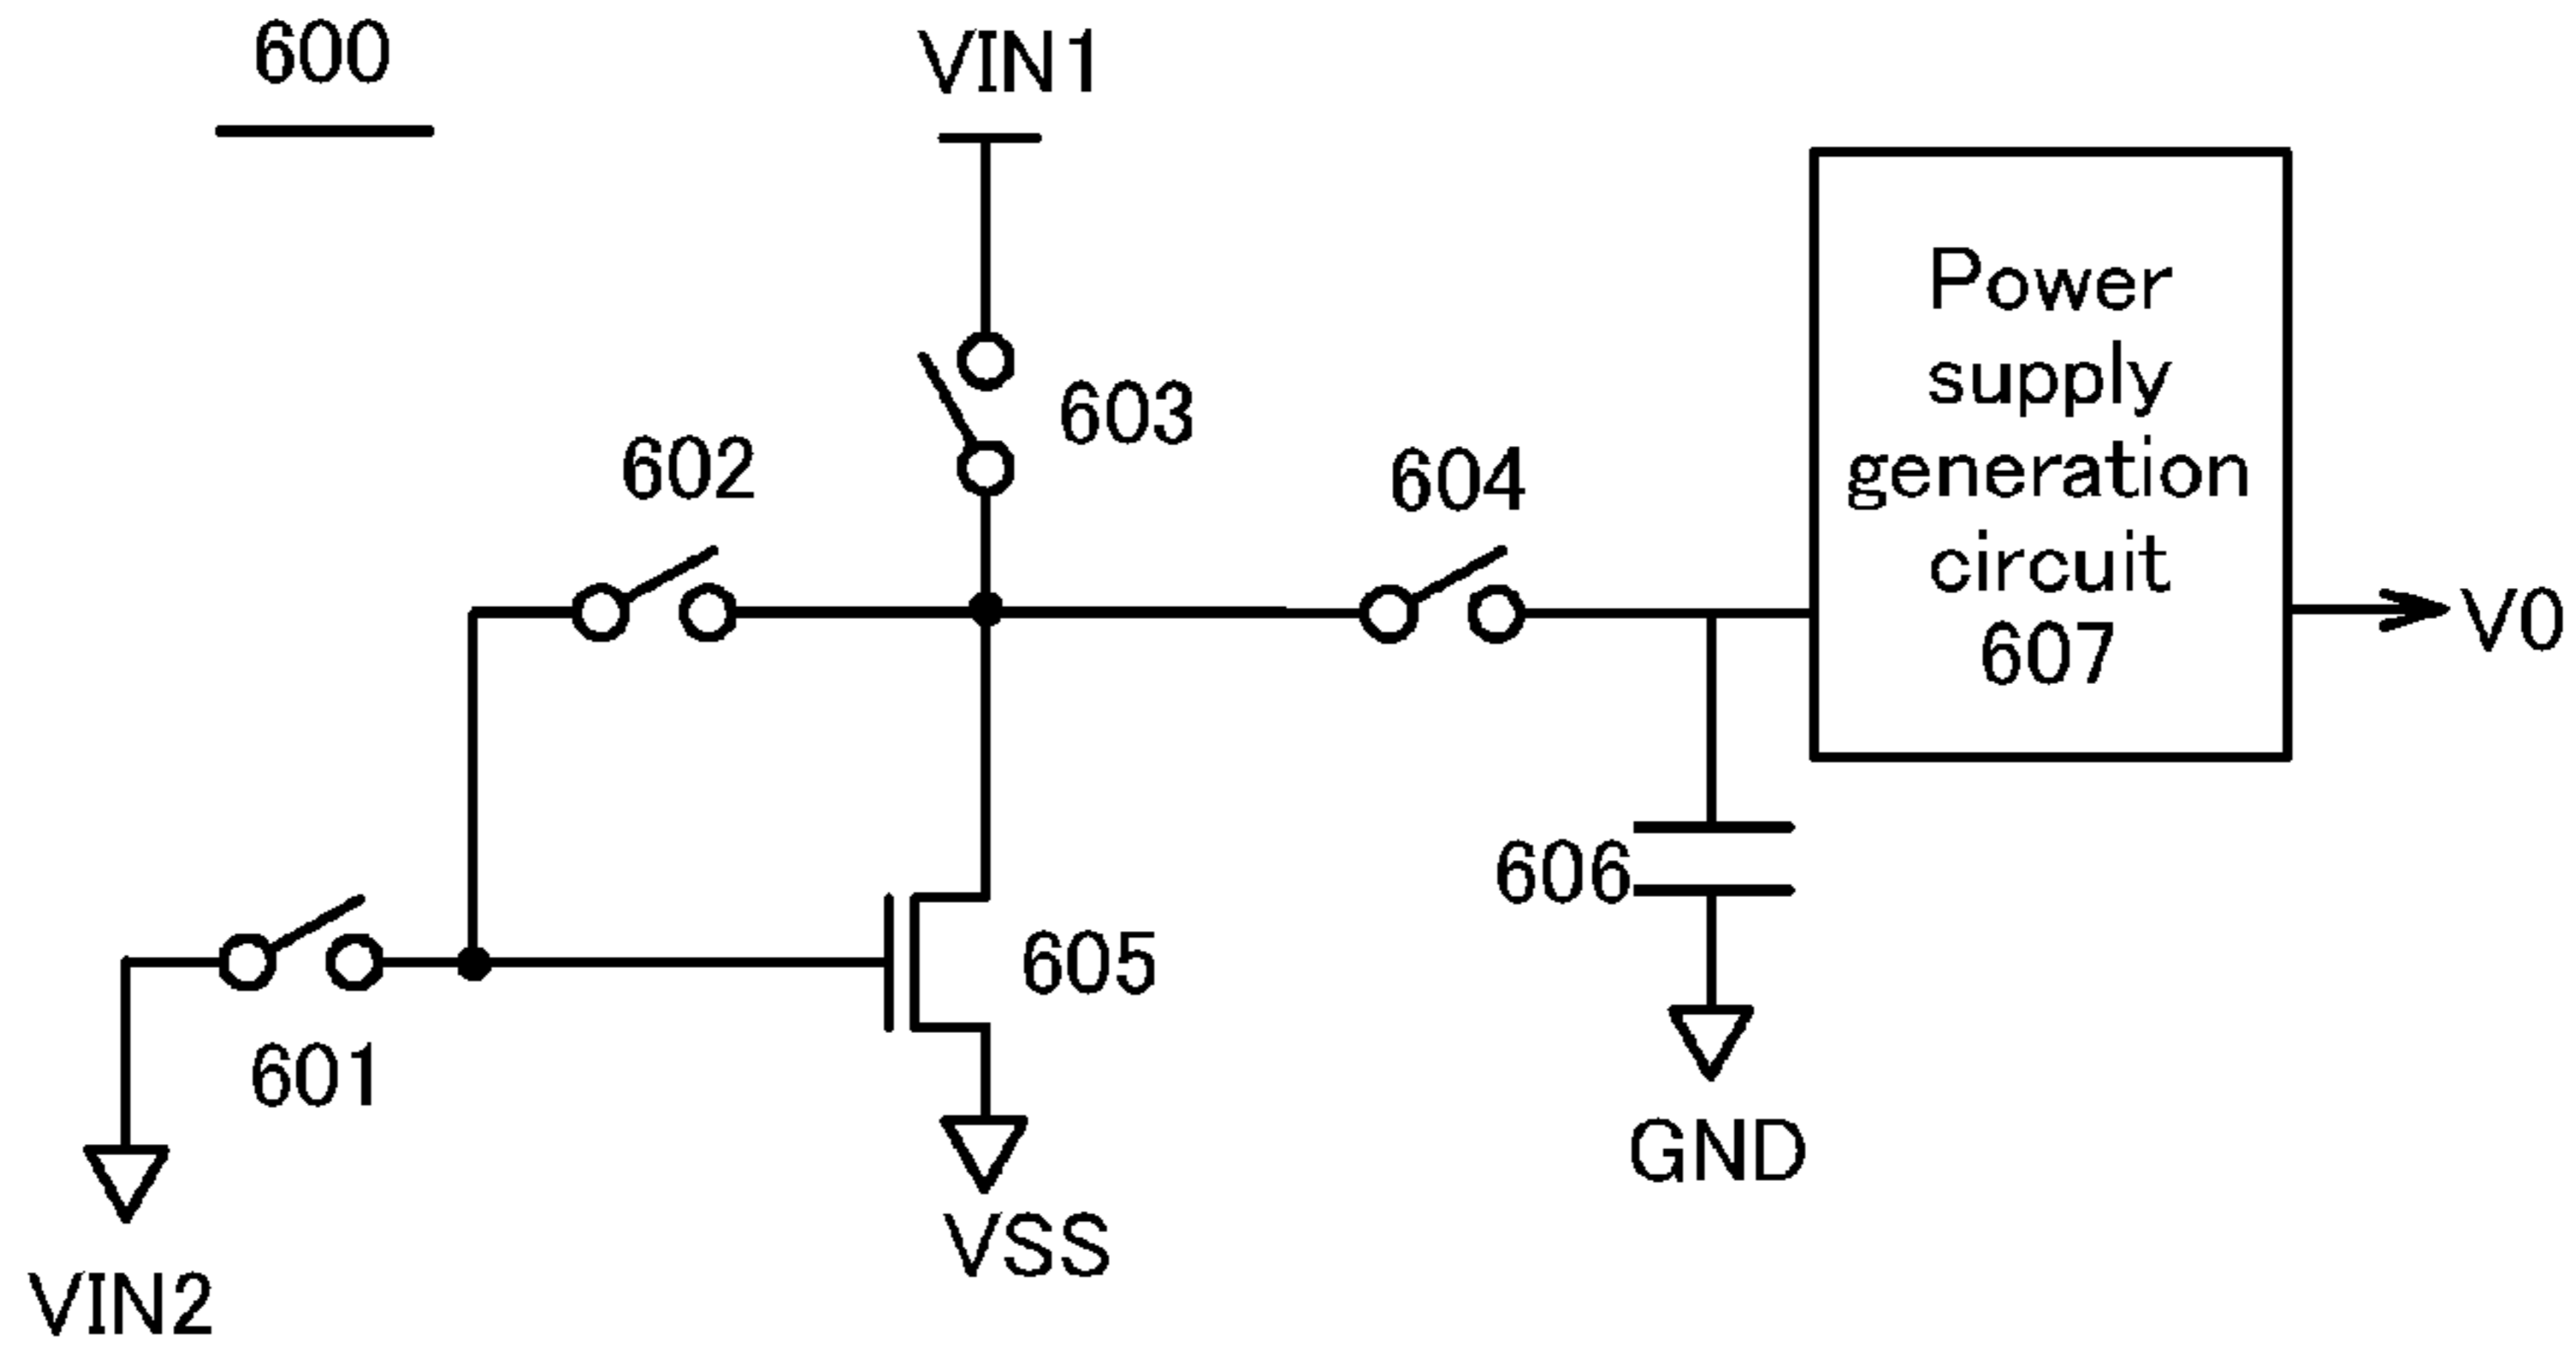 600
VIN1
603
602
604
Power
supply
generation
circuit
607
V0
606
605
601
GND
VSS
VIN2